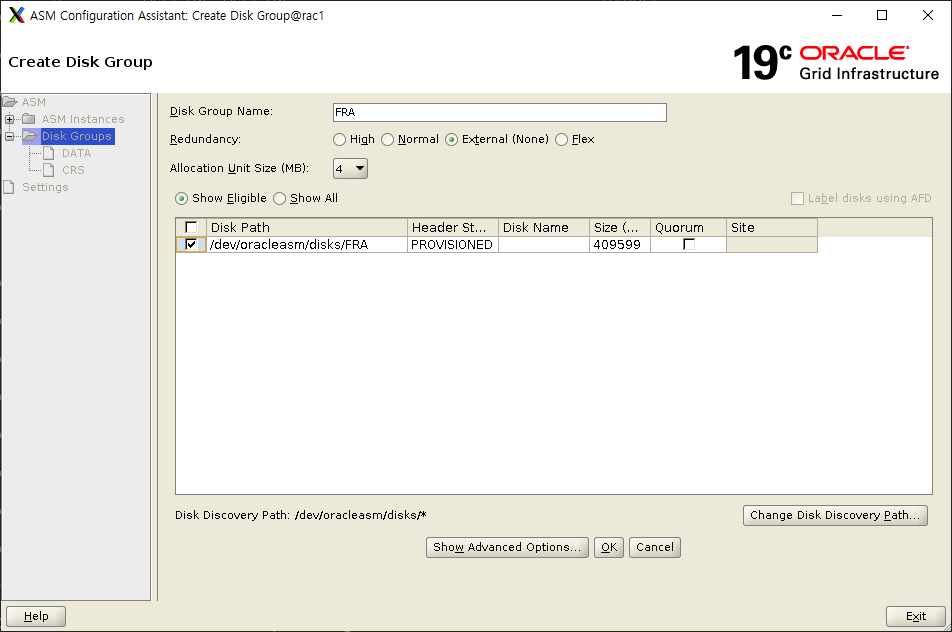 ASM Configuration Assistant: Create Disk Group@rac1
Create Disk Group
19c ORACLE
Grid Infrastructure
ASM
ASM Instances
Disk Groups
DATA
CRS
Settings
Disk Group Name: FRA
Redundancy: High Normal External (None) Flex
Allocation Unit Size (MB): 4
Show Eligible Show All Label disks using AFD
Disk Path Header St... Disk Name Size (... Quorum Site
/dev/oracleasm/disks/FRA PROVISIONED 409599
Disk Discovery Path: /dev/oracleasm/disks/* Change Disk Discovery Path...
Show Advanced Options... OK Cancel
Help Exit